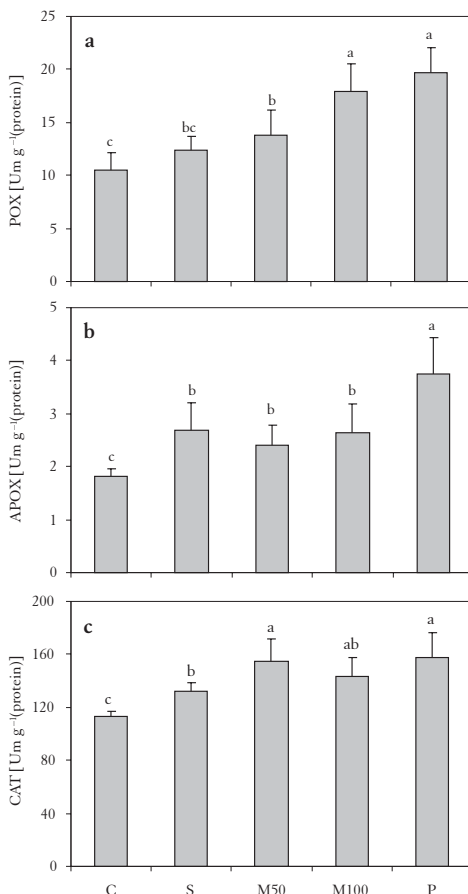 25
a
a
a
20
b
15
bc
c
10
5
0
POX [Um g⁻¹(protein)]
5
b
a
4
b
b
b
3
c
2
1
0
APOX [Um g⁻¹(protein)]
200
c
a
a
160
ab
b
c
120
80
40
0
CAT [Um g⁻¹(protein)]
C S M50 M100 P